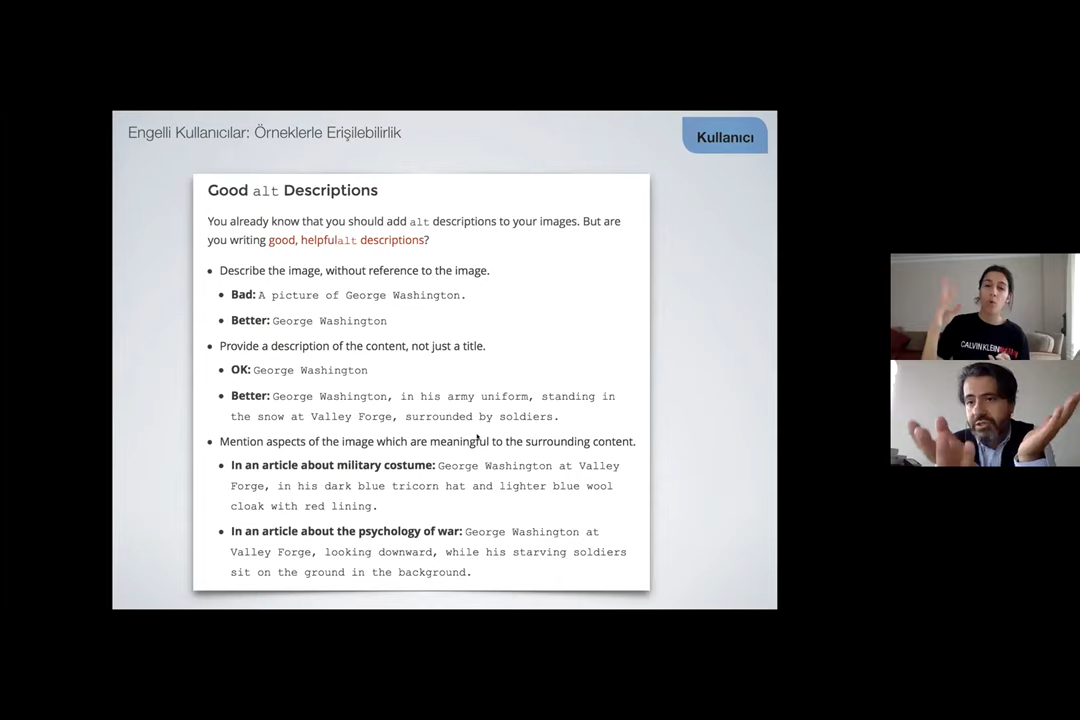 Engelli Kullanıcılar: Örneklerle Erişilebilirlik
Kullanıcı
Good alt Descriptions
You already know that you should add alt descriptions to your images. But are
you writing good, helpfulalt descriptions?
Describe the image, without reference to the image.
Bad: A picture of George Washington.
Better: George Washington
Provide a description of the content, not just a title.
OK: George Washington
Better: George Washington, in his army uniform, standing in
the snow at Valley Forge, surrounded by soldiers.
Mention aspects of the image which are meaningful to the surrounding content.
In an article about military costume: George Washington at Valley
Forge, in his dark blue tricorn hat and lighter blue wool
cloak with red lining.
In an article about the psychology of war: George Washington at
Valley Forge, looking downward, while his starving soldiers
sit on the ground in the background.
CALVIN KLEIN